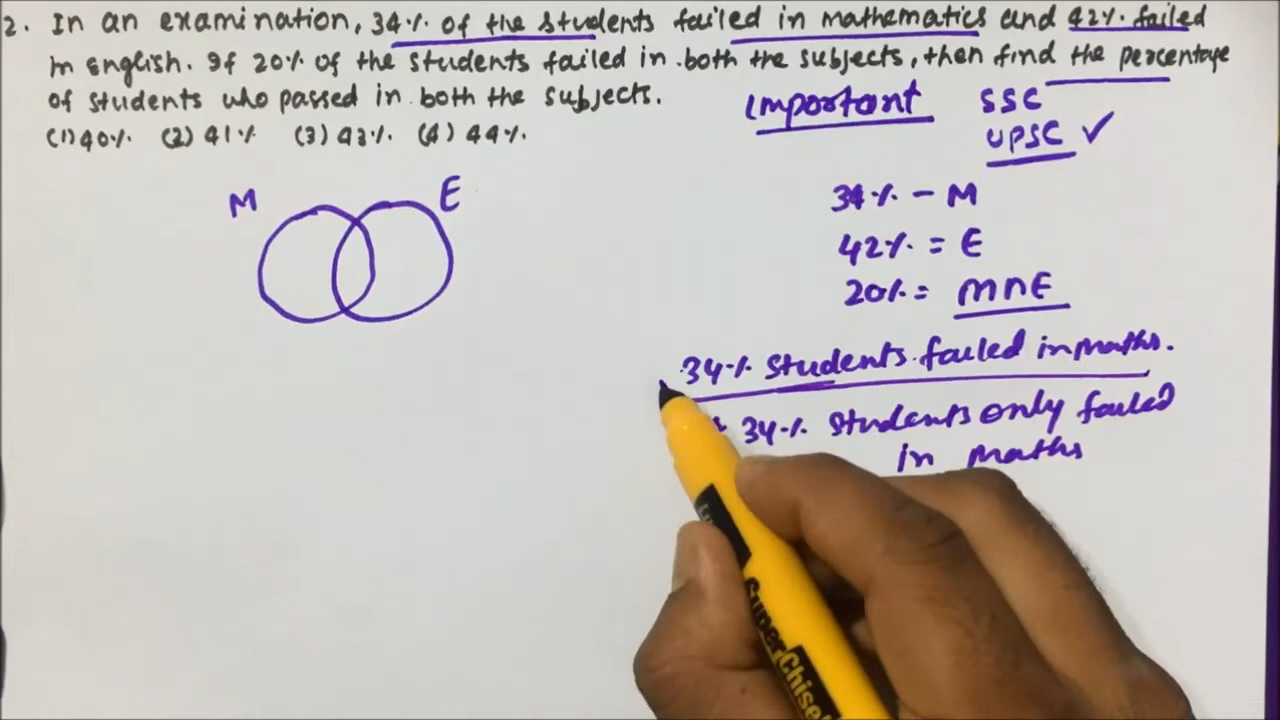 2. In an examination, 34% of the students failed in mathematics and 42% failed
in English. If 20% of the students failed in both the subjects, then find the percentage
of students who passed in both the subjects.
(1) 40% (2) 41% (3) 43% (4) 44%
Important
SSC
UPSC ✓
M
E
34% - M
42% = E
20% = M∩E
34% students failed in maths.
34% students only failed
in maths
SuperChisel